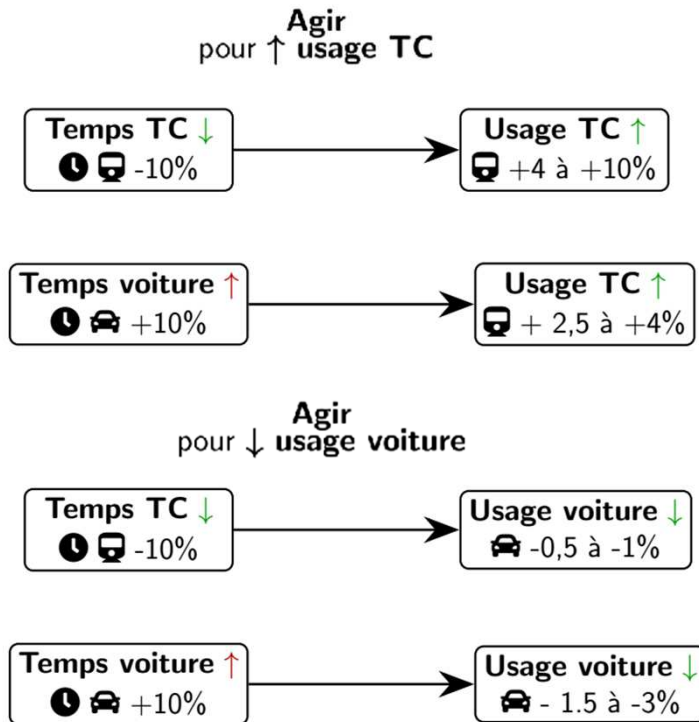 Agir
pour ↑ usage TC
Temps TC ↓
-10%
Usage TC ↑
+4 à +10%
Temps voiture ↑
+10%
Usage TC ↑
+ 2,5 à +4%
Agir
pour ↓ usage voiture
Temps TC ↓
-10%
Usage voiture ↓
-0,5 à -1%
Temps voiture ↑
+10%
Usage voiture ↓
- 1.5 à -3%